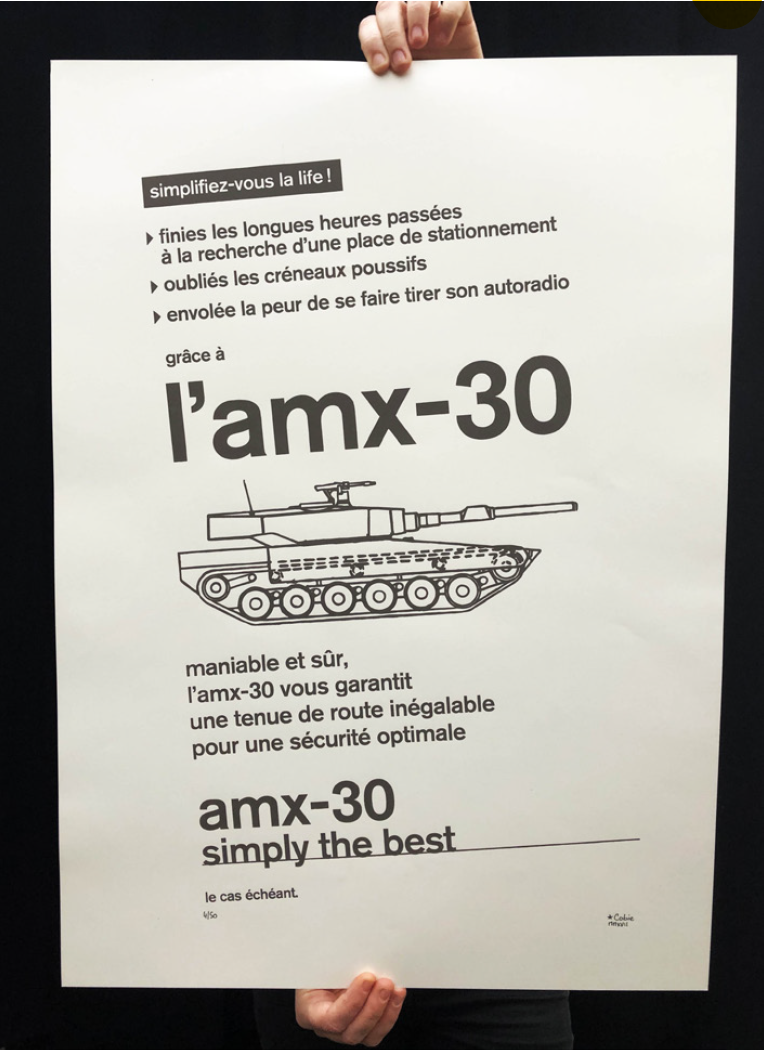 simplifiez-vous la life !
finies les longues heures passées
à la recherche d'une place de stationnement
oubliés les créneaux poussifs
envolée la peur de se faire tirer son autoradio
grâce à
l'amx-30
maniable et sûr,
l'amx-30 vous garantit
une tenue de route inégalable
pour une sécurité optimale
amx-30
simply the best
le cas échéant.
4/50